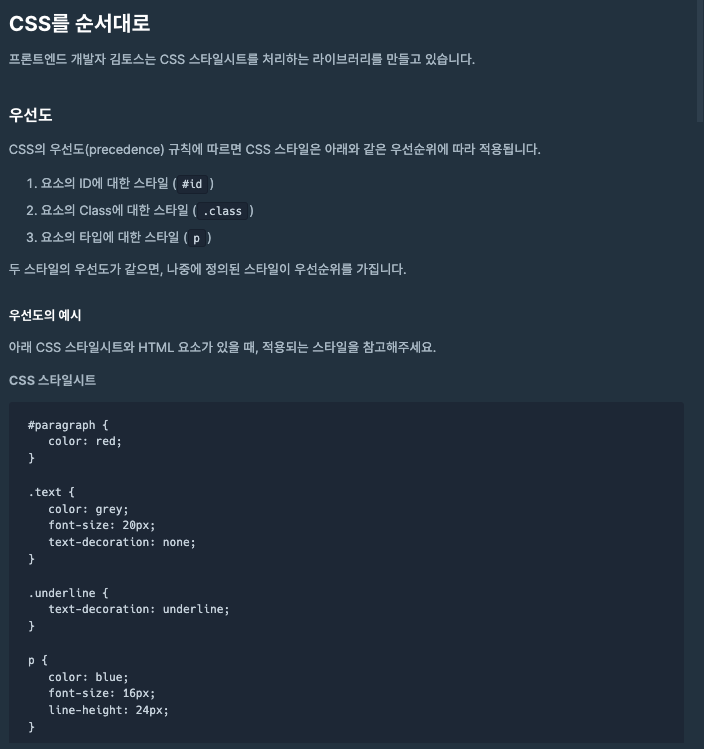 CSS를 순서대로
프론트엔드 개발자 김토스는 CSS 스타일시트를 처리하는 라이브러리를 만들고 있습니다.
우선도
CSS의 우선도(precedence) 규칙에 따르면 CSS 스타일은 아래와 같은 우선순위에 따라 적용됩니다.
1. 요소의 ID에 대한 스타일 ( #id )
2. 요소의 Class에 대한 스타일 ( .class )
3. 요소의 타입에 대한 스타일 ( p )
두 스타일의 우선도가 같으면, 나중에 정의된 스타일이 우선순위를 가집니다.
우선도의 예시
아래 CSS 스타일시트와 HTML 요소가 있을 때, 적용되는 스타일을 참고해주세요.
CSS 스타일시트
#paragraph {
   color: red;
}
.text {
   color: grey;
   font-size: 20px;
   text-decoration: none;
}
.underline {
   text-decoration: underline;
}
p {
   color: blue;
   font-size: 16px;
   line-height: 24px;
}